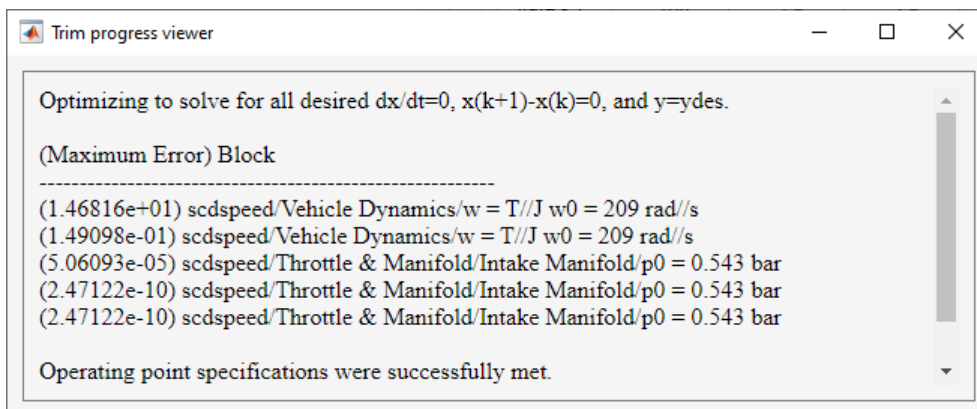 Trim progress viewer
Optimizing to solve for all desired dx/dt=0, x(k+1)-x(k)=0, and y=ydes.
(Maximum Error) Block
---------------------------------------------------------
(1.46816e+01) scdspeed/Vehicle Dynamics/w = T//J w0 = 209 rad//s
(1.49098e-01) scdspeed/Vehicle Dynamics/w = T//J w0 = 209 rad//s
(5.06093e-05) scdspeed/Throttle & Manifold/Intake Manifold/p0 = 0.543 bar
(2.47122e-10) scdspeed/Throttle & Manifold/Intake Manifold/p0 = 0.543 bar
(2.47122e-10) scdspeed/Throttle & Manifold/Intake Manifold/p0 = 0.543 bar
Operating point specifications were successfully met.